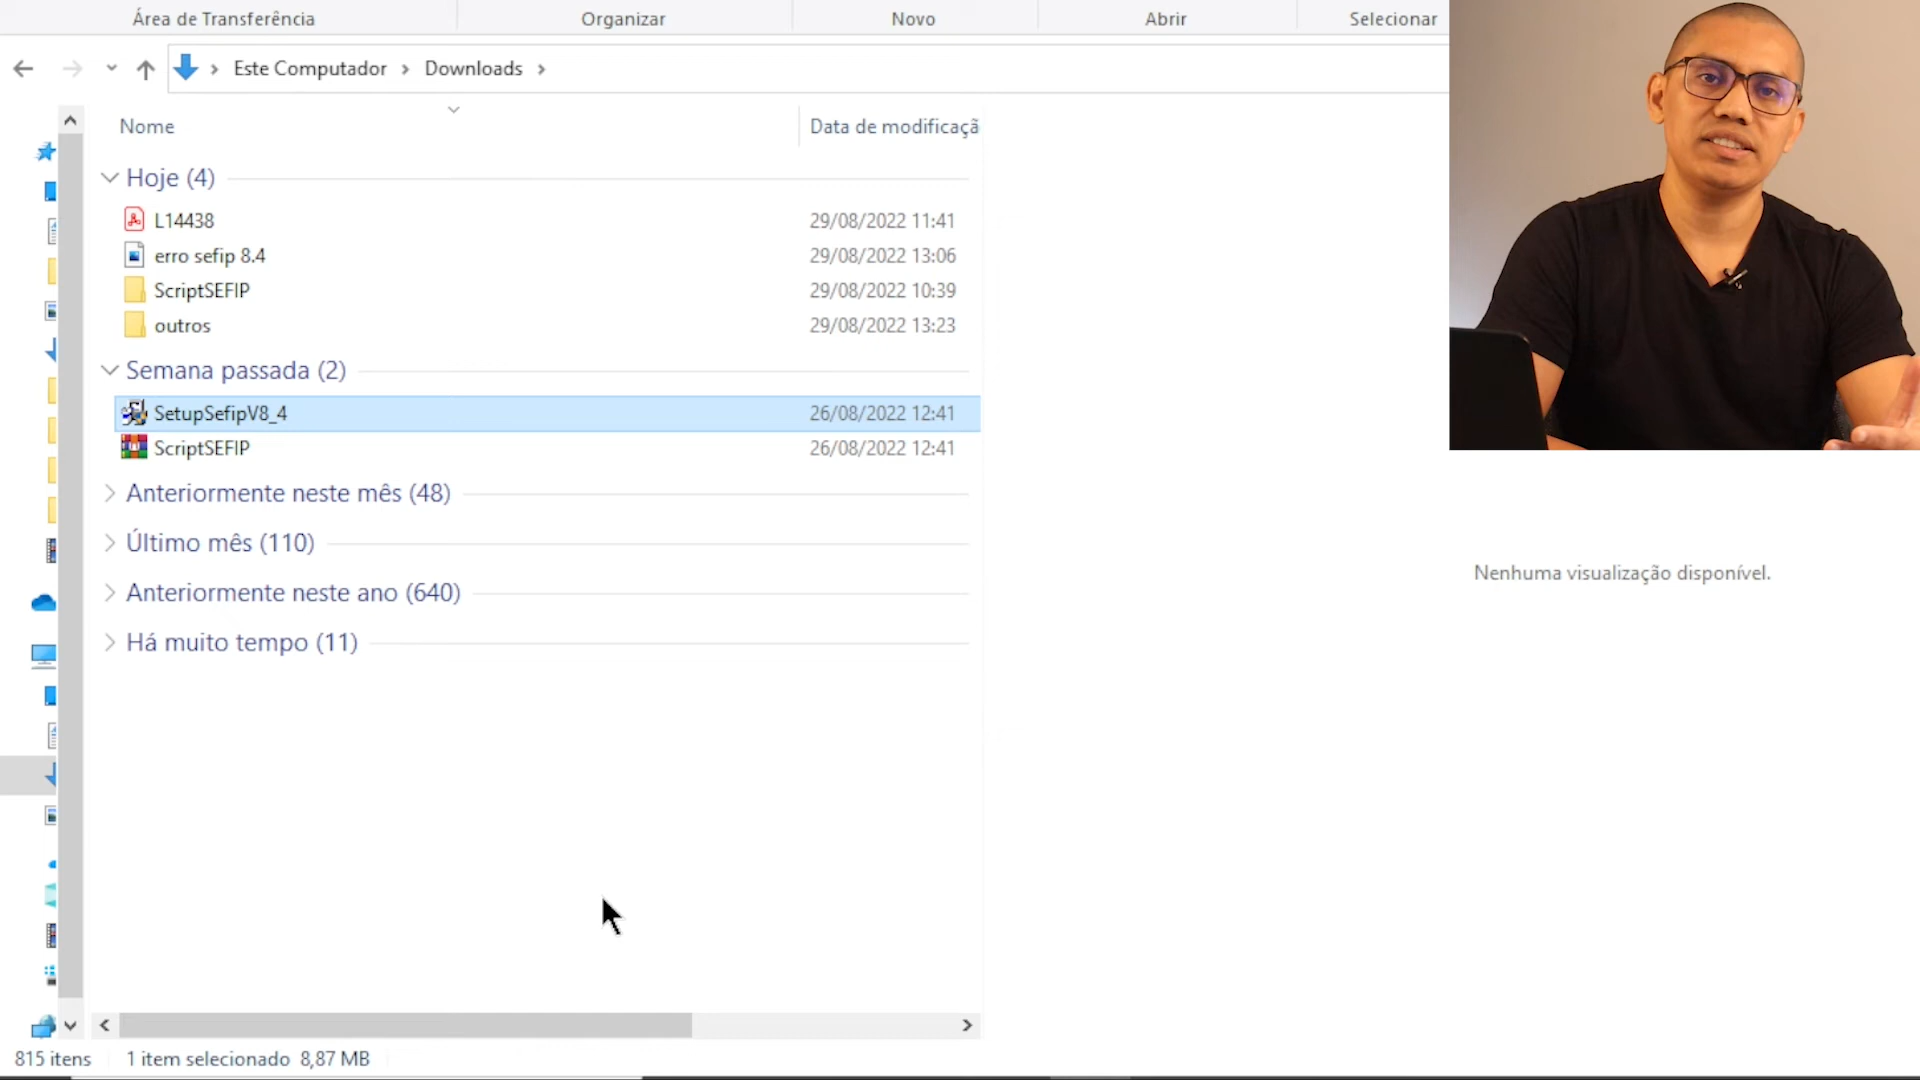 Área de Transferência
Organizar
Novo
Abrir
Selecionar
Este Computador
Downloads
Nome
Data de modificaçã
Hoje (4)
L14438 29/08/2022 11:41
erro sefip 8.4 29/08/2022 13:06
ScriptSEFIP 29/08/2022 10:39
outros 29/08/2022 13:23
Semana passada (2)
SetupSefipV8_4 26/08/2022 12:41
ScriptSEFIP 26/08/2022 12:41
Anteriormente neste mês (48)
Último mês (110)
Anteriormente neste ano (640)
Há muito tempo (11)
Nenhuma visualização disponível.
815 itens 1 item selecionado 8,87 MB